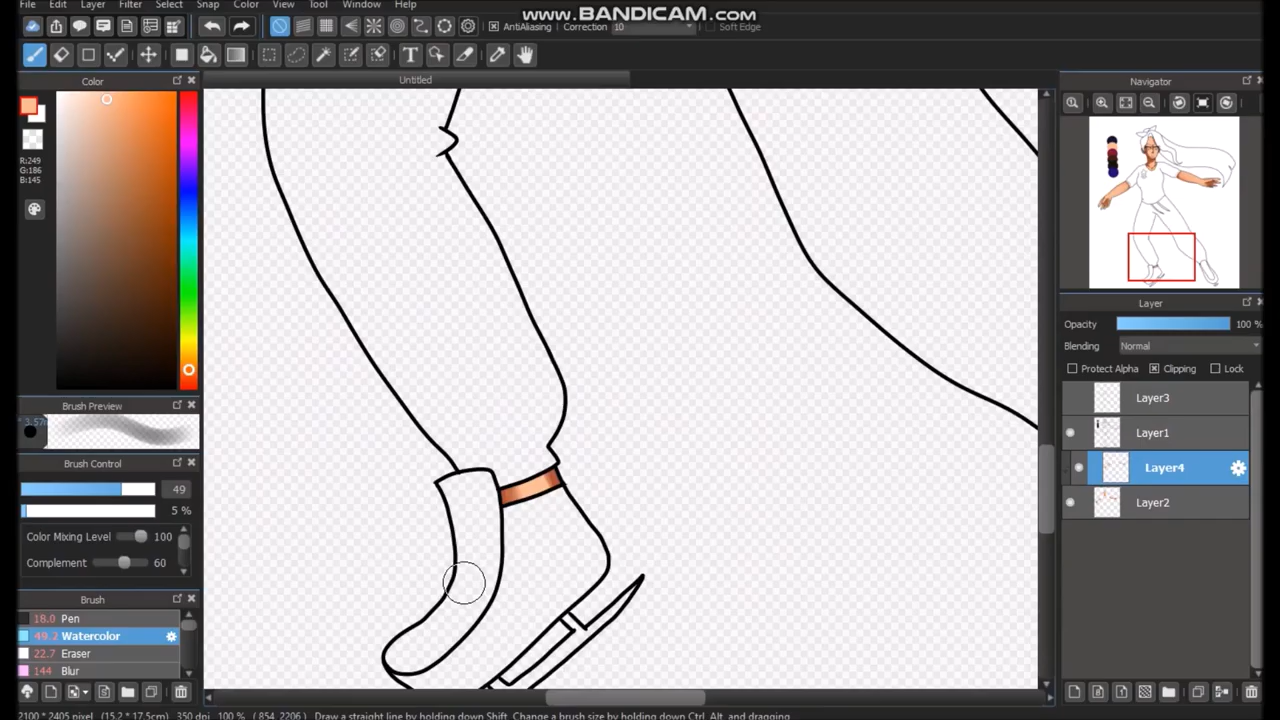 File Edit Layer Filter Select Snap Color View Tool Window Help
www.BANDICAM.com
AntiAliasing Correction 10 Soft Edge
Untitled
Color
R:249
G:186
B:145
Brush Preview
Brush Control
49
5 %
Color Mixing Level 100
Complement 60
Brush
18.0 Pen
49.2 Watercolor
22.7 Eraser
144 Blur
Navigator
Layer
Opacity 100 %
Blending Normal
Protect Alpha Clipping Lock
Layer3
Layer1
Layer4
Layer2
2100 * 2405 pixel (15.2 * 17.5cm) 350 dpi 100 % ( 854, 2206) Draw a straight line by holding down Shift, Change a brush size by holding down Ctrl, Alt, and dragging